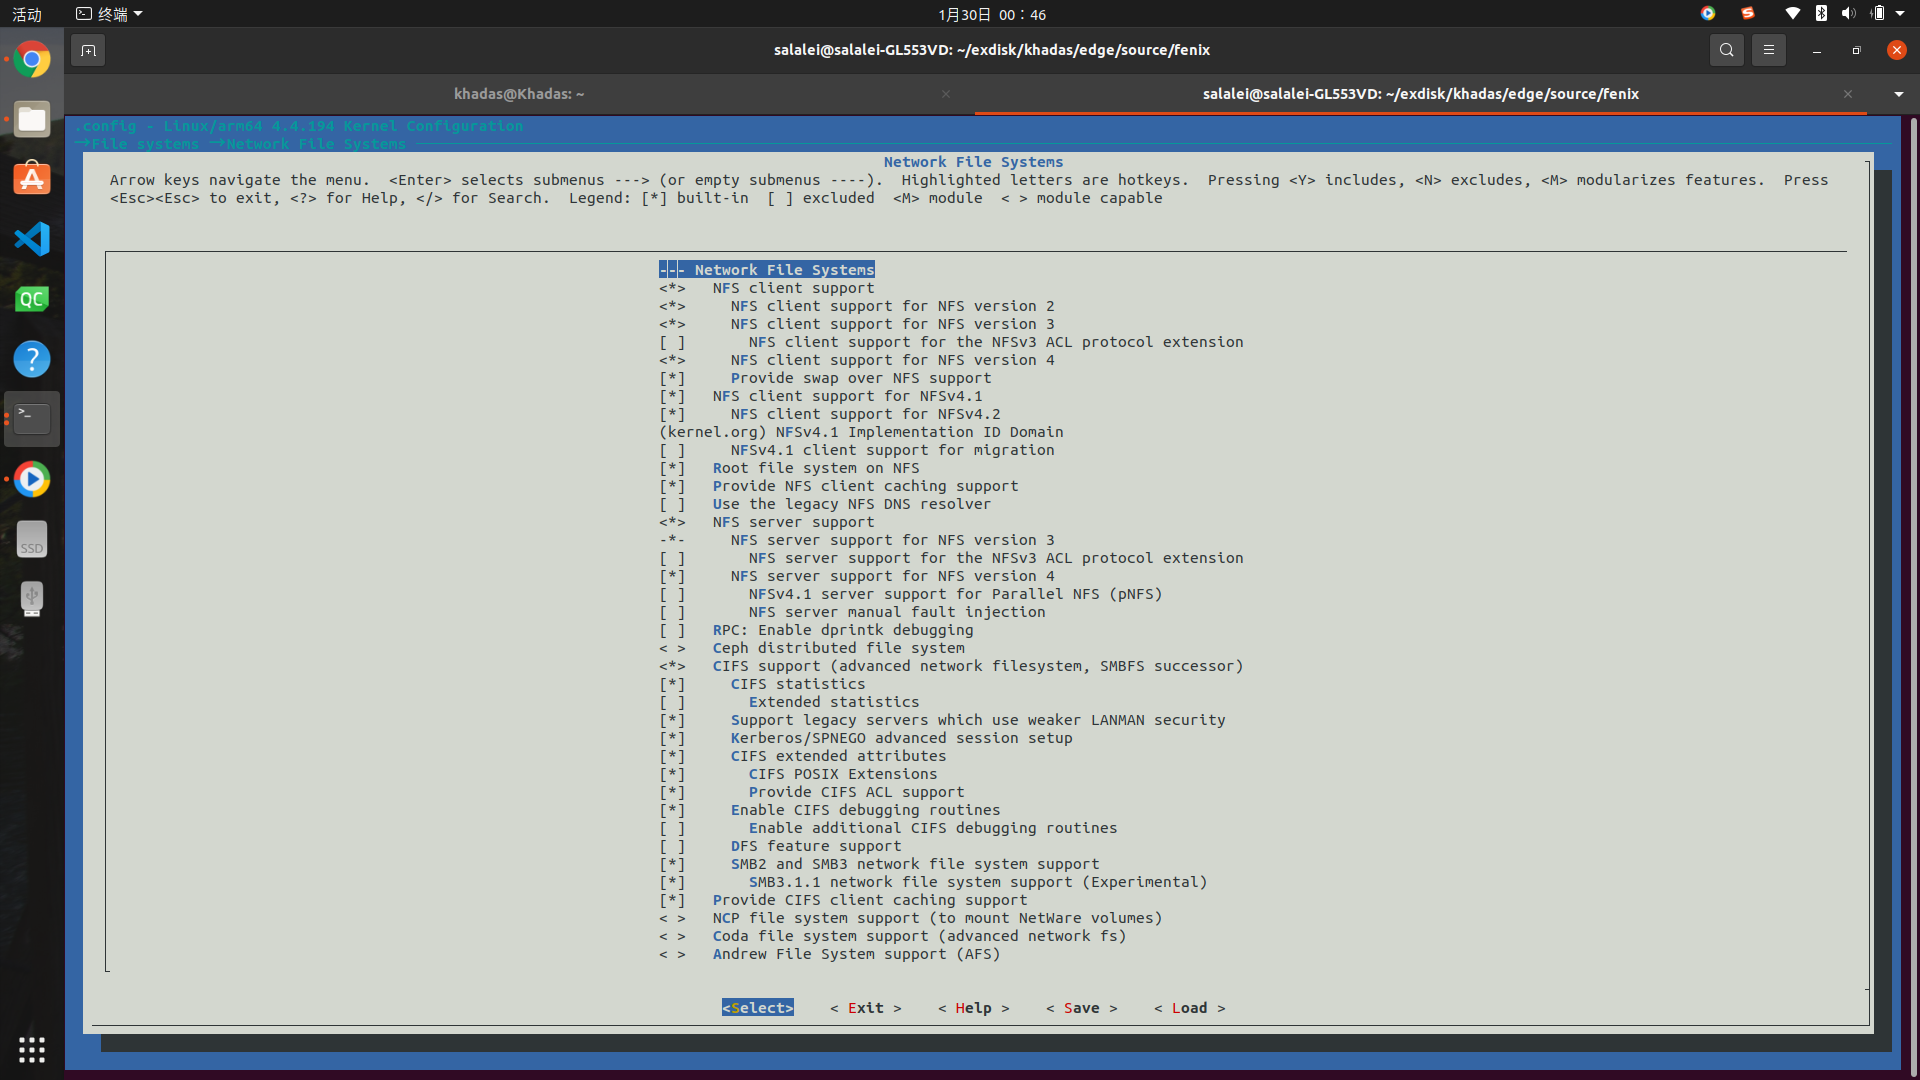 活动 终端 1月30日 00：46
salalei@salalei-GL553VD: ~/exdisk/khadas/edge/source/fenix
khadas@Khadas: ~ salalei@salalei-GL553VD: ~/exdisk/khadas/edge/source/fenix
.config - Linux/arm64 4.4.194 Kernel Configuration
→File systems →Network File Systems
Network File Systems
Arrow keys navigate the menu.  <Enter> selects submenus ---> (or empty submenus ----).  Highlighted letters are hotkeys.  Pressing <Y> includes, <N> excludes, <M> modularizes features.  Press
<Esc><Esc> to exit, <?> for Help, </> for Search.  Legend: [*] built-in  [ ] excluded  <M> module  < > module capable
--- Network File Systems
<*>   NFS client support
<*>     NFS client support for NFS version 2
<*>     NFS client support for NFS version 3
[ ]       NFS client support for the NFSv3 ACL protocol extension
<*>     NFS client support for NFS version 4
[*]     Provide swap over NFS support
[*]   NFS client support for NFSv4.1
[*]     NFS client support for NFSv4.2
(kernel.org) NFSv4.1 Implementation ID Domain
[ ]     NFSv4.1 client support for migration
[*]   Root file system on NFS
[*]   Provide NFS client caching support
[ ]   Use the legacy NFS DNS resolver
<*>   NFS server support
-*-     NFS server support for NFS version 3
[ ]       NFS server support for the NFSv3 ACL protocol extension
[*]     NFS server support for NFS version 4
[ ]       NFSv4.1 server support for Parallel NFS (pNFS)
[ ]       NFS server manual fault injection
[ ]   RPC: Enable dprintk debugging
< >   Ceph distributed file system
<*>   CIFS support (advanced network filesystem, SMBFS successor)
[*]     CIFS statistics
[ ]       Extended statistics
[*]     Support legacy servers which use weaker LANMAN security
[*]     Kerberos/SPNEGO advanced session setup
[*]     CIFS extended attributes
[*]       CIFS POSIX Extensions
[*]       Provide CIFS ACL support
[*]     Enable CIFS debugging routines
[ ]       Enable additional CIFS debugging routines
[ ]     DFS feature support
[*]     SMB2 and SMB3 network file system support
[*]       SMB3.1.1 network file system support (Experimental)
[*]   Provide CIFS client caching support
< >   NCP file system support (to mount NetWare volumes)
< >   Coda file system support (advanced network fs)
< >   Andrew File System support (AFS)
<Select>    < Exit >    < Help >    < Save >    < Load >
QC
SSD